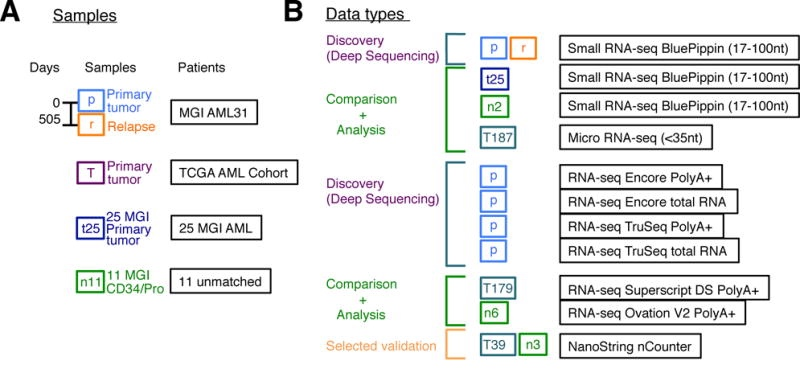 A
Samples
Days
Samples
Patients
0
505
p
Primary
tumor
r
Relapse
MGI AML31
T
Primary
tumor
TCGA AML Cohort
t25
25 MGI
Primary
tumor
25 MGI AML
n11
11 MGI
CD34/Pro
11 unmatched
B
Data types
Discovery
(Deep Sequencing)
p
r
Small RNA-seq BluePippin (17-100nt)
Comparison
+
Analysis
t25
Small RNA-seq BluePippin (17-100nt)
n2
Small RNA-seq BluePippin (17-100nt)
T187
Micro RNA-seq (<35nt)
Discovery
(Deep Sequencing)
p
RNA-seq Encore PolyA+
p
RNA-seq Encore total RNA
p
RNA-seq TruSeq PolyA+
p
RNA-seq TruSeq total RNA
Comparison
+
Analysis
T179
RNA-seq Superscript DS PolyA+
n6
RNA-seq Ovation V2 PolyA+
Selected validation
T39
n3
NanoString nCounter